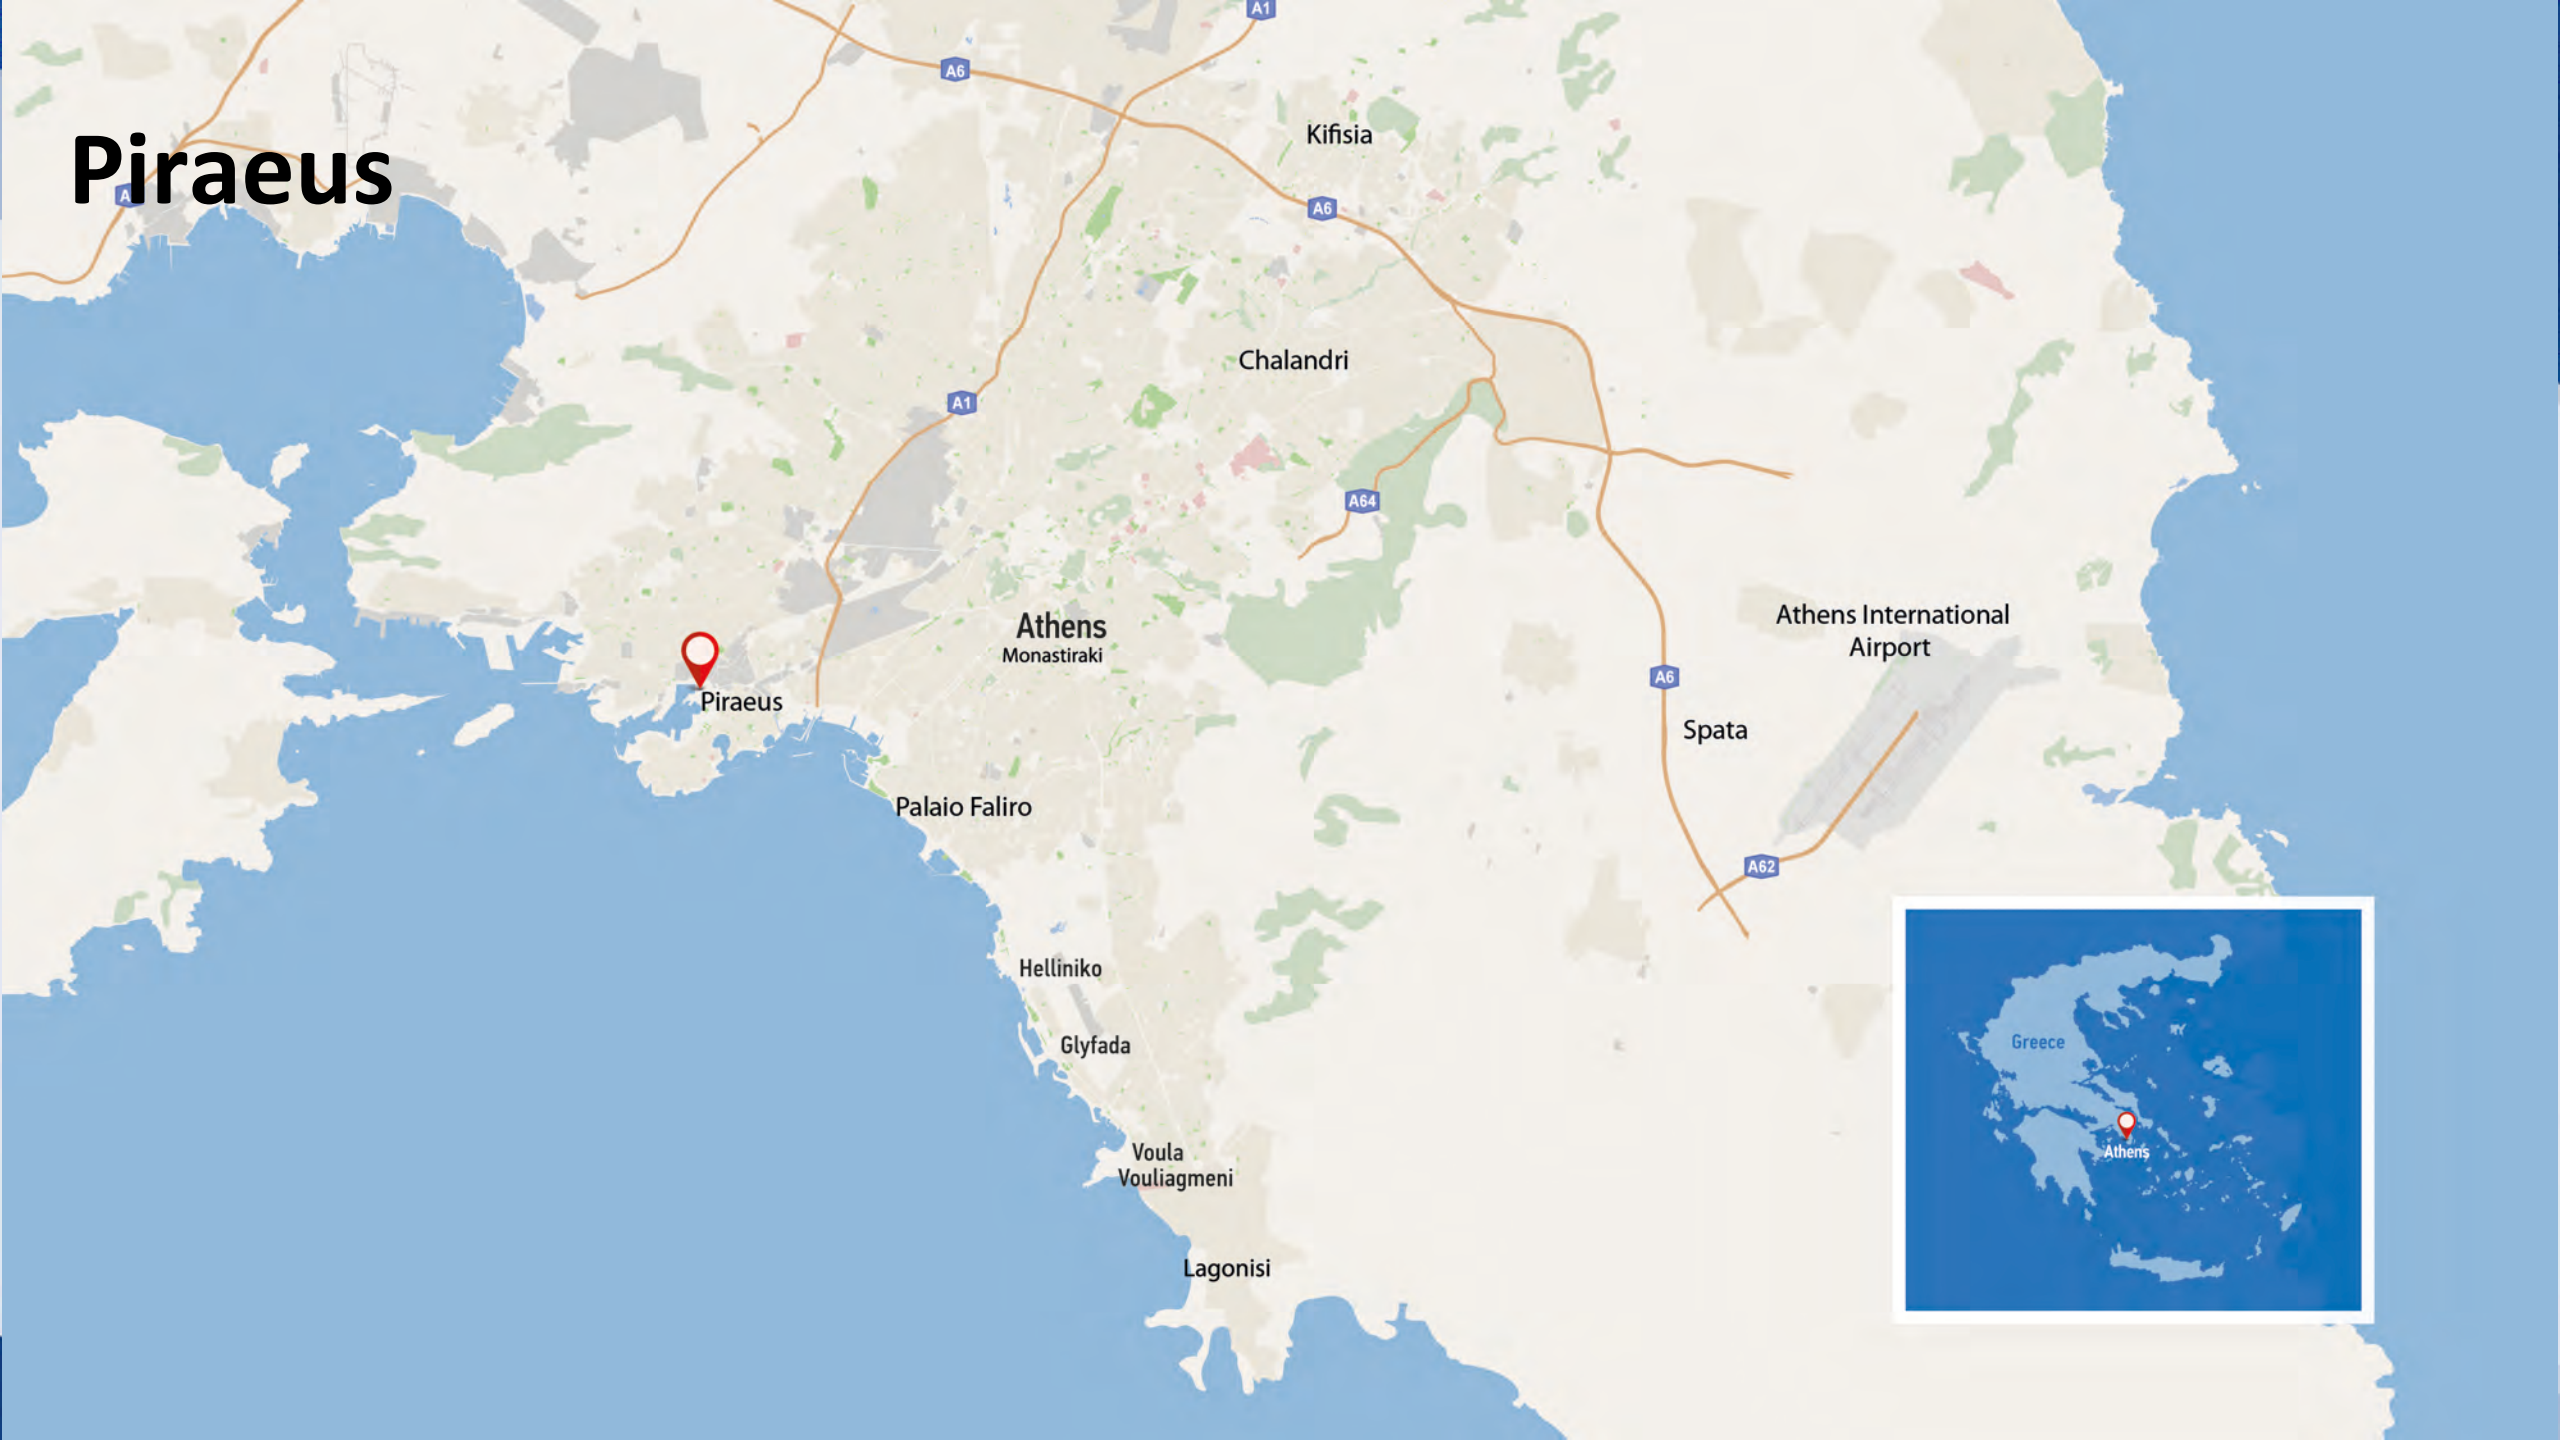 Piraeus
A1
A6
Kifisia
A
A6
Chalandri
A1
A64
Athens International
Airport
Athens
Monastiraki
A6
Piraeus
Spata
Palaio Faliro
A62
Helliniko
Greece
Glyfada
Athens
Voula
Vouliagmeni
Lagonisi